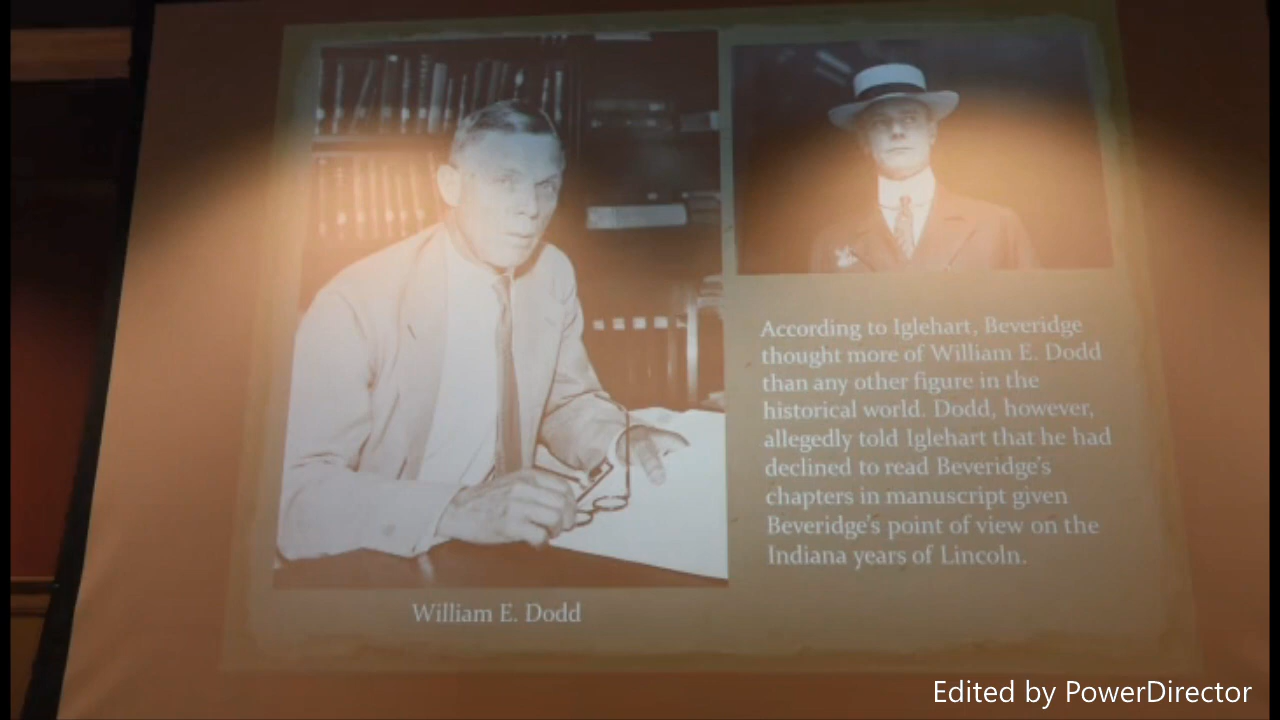 According to Iglehart, Beveridge
thought more of William E. Dodd
than any other figure in the
historical world. Dodd, however,
allegedly told Iglehart that he had
declined to read Beveridge's
chapters in manuscript given
Beveridge's point of view on the
Indiana years of Lincoln.
William E. Dodd
Edited by PowerDirector